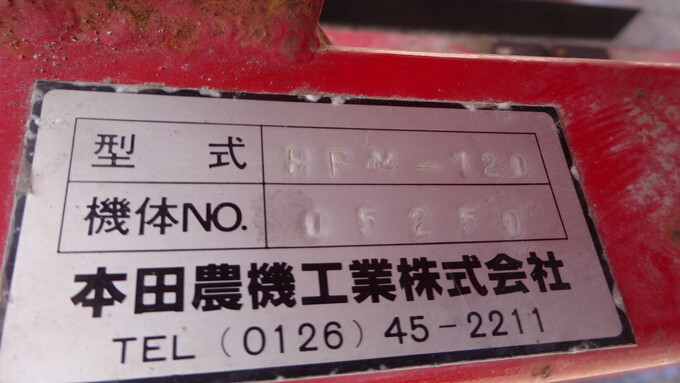 型 式 HPM-120
機体NO. 05250
本田農機工業株式会社
TEL (0126) 45-2211